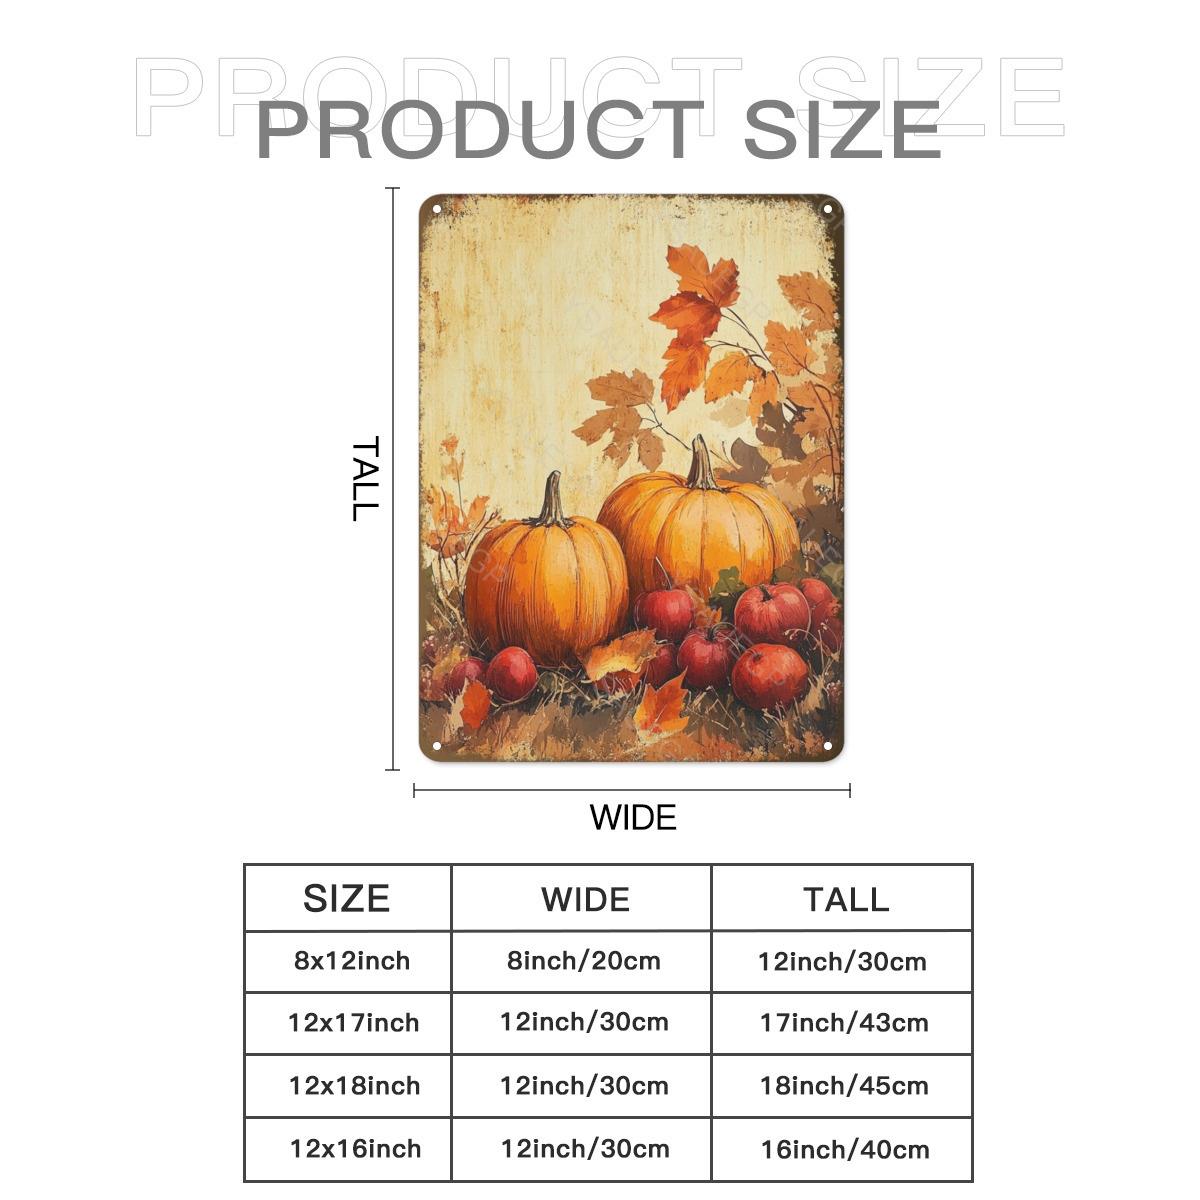 PRODUCT SIZE
PRODUCT SIZE
TALL
WIDE
SIZE WIDE TALL
8x12inch 8inch/20cm 12inch/30cm
12x17inch 12inch/30cm 17inch/43cm
12x18inch 12inch/30cm 18inch/45cm
12x16inch 12inch/30cm 16inch/40cm